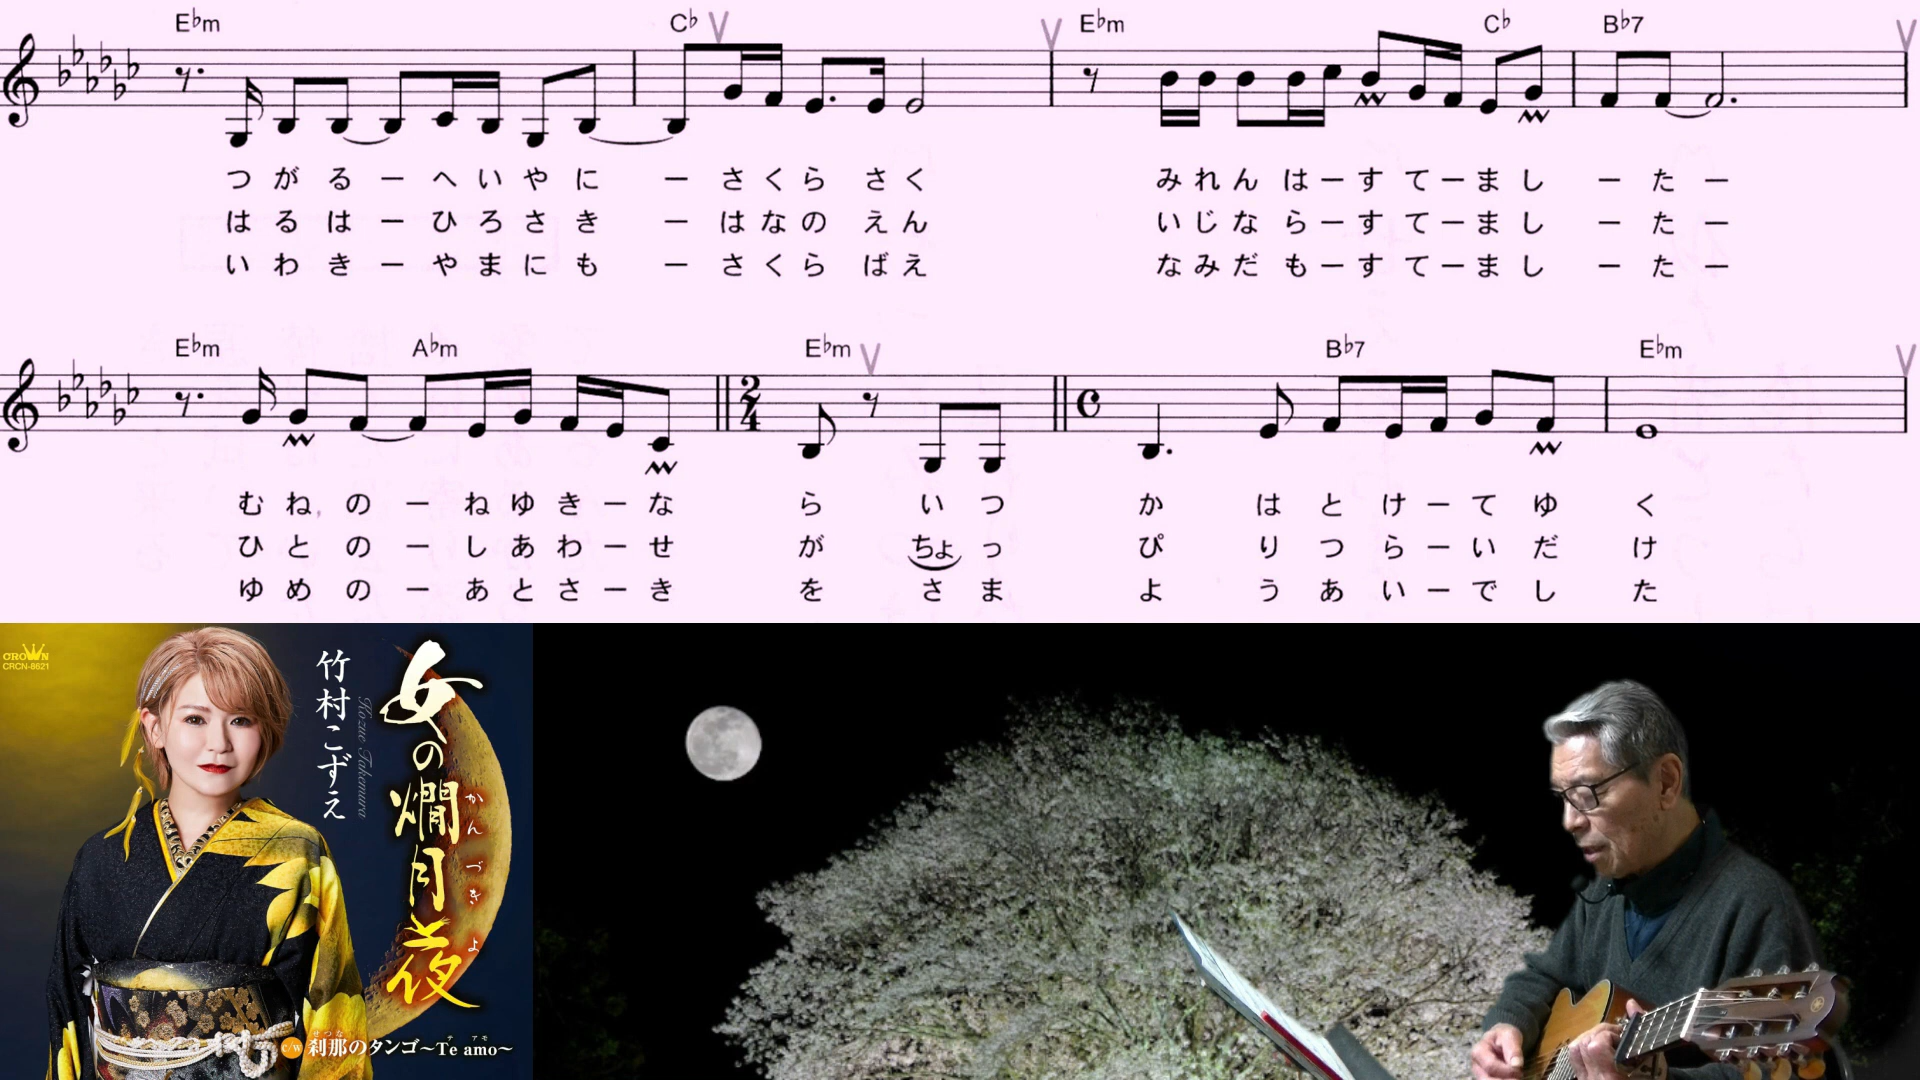 E♭m C♭ E♭m C♭ B♭7
つがるーへいやに ーさくらさく みれんはーすてーまし ーたー
はるはーひろさき ーはなのえん いじならーすてーまし ーたー
いわきーやまにも ーさくらばえ なみだもーすてーまし ーたー
E♭m A♭m E♭m B♭7 E♭m
2/4
むね,のーねゆきーな ら いつ か はとけーてゆ く
ひとのーしあわーせ が ちょっ ぴ りつらーいだ け
ゆめのーあとさーき を さま よ うあいーでし た
CROWN
CRCN-8621
竹村こずえ
Kozue Takemura
女の燗月夜
かんづきよ
せつな テ アモ
c/w 刹那のタンゴ〜Te amo〜